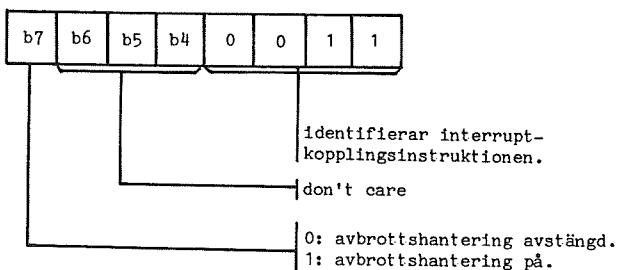 b7 b6 b5 b4 0 0 1 1
identifierar interrupt-
kopplingsinstruktionen.
don't care
0: avbrottshantering avstängd.
1: avbrottshantering på.